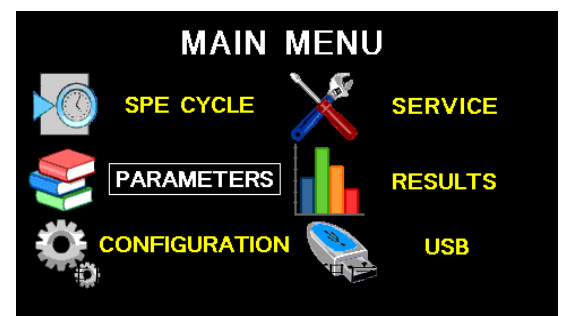 MAIN MENU
SPE CYCLE
SERVICE
PARAMETERS
RESULTS
CONFIGURATION
USB